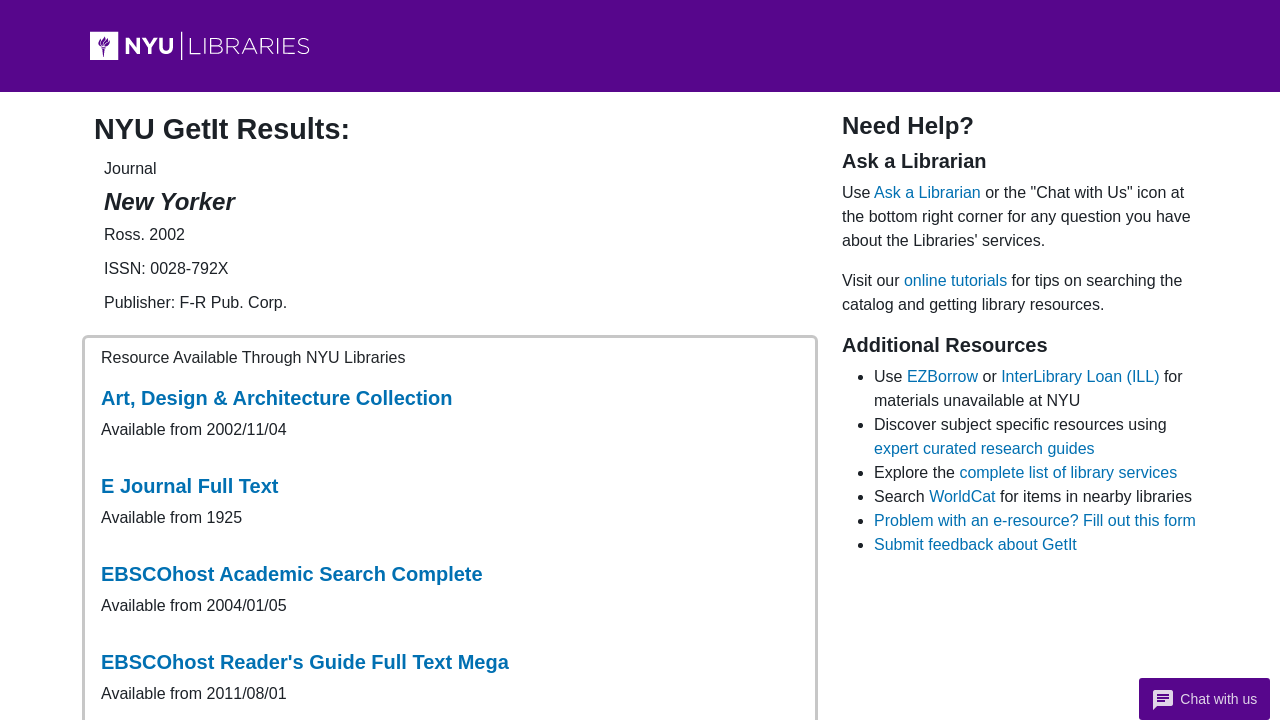 NYU LIBRARIES
NYU GetIt Results:
Journal
New Yorker
Ross. 2002
ISSN: 0028-792X
Publisher: F-R Pub. Corp.
Resource Available Through NYU Libraries
Art, Design & Architecture Collection
Available from 2002/11/04
E Journal Full Text
Available from 1925
EBSCOhost Academic Search Complete
Available from 2004/01/05
EBSCOhost Reader's Guide Full Text Mega
Available from 2011/08/01
Need Help?
Ask a Librarian
Use Ask a Librarian or the "Chat with Us" icon at
the bottom right corner for any question you have
about the Libraries' services.
Visit our online tutorials for tips on searching the
catalog and getting library resources.
Additional Resources
Use EZBorrow or InterLibrary Loan (ILL) for
materials unavailable at NYU
Discover subject specific resources using
expert curated research guides
Explore the complete list of library services
Search WorldCat for items in nearby libraries
Problem with an e-resource? Fill out this form
Submit feedback about GetIt
Chat with us